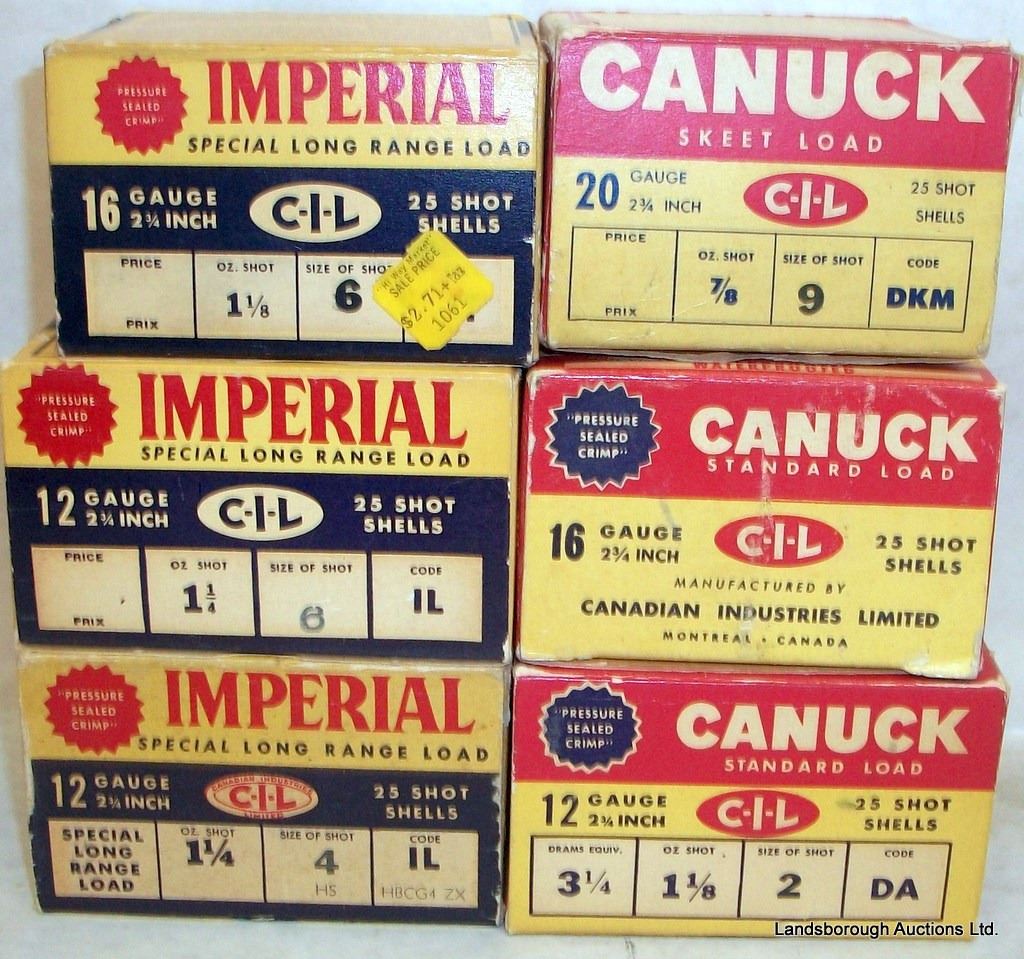 PRESSURE
SEALED
CRIMP"
IMPERIAL
SPECIAL LONG RANGE LOAD
16 GAUGE
2¾ INCH
C-I-L
25 SHOT
SHELLS
PRICE
PRIX
OZ. SHOT
1⅛
SIZE OF SHOT
6
"Hi Way Market"
SALE PRICE
$2.71+
1061
CANUCK
SKEET LOAD
20 GAUGE
2¾ INCH
C-I-L
25 SHOT
SHELLS
PRICE
PRIX
OZ. SHOT
⅞
SIZE OF SHOT
9
CODE
DKM
"PRESSURE
SEALED
CRIMP"
IMPERIAL
SPECIAL LONG RANGE LOAD
12 GAUGE
2¾ INCH
C-I-L
25 SHOT
SHELLS
PRICE
PRIX
OZ SHOT
1¼
SIZE OF SHOT
6
CODE
IL
WATERPROOFED
"PRESSURE
SEALED
CRIMP"
CANUCK
STANDARD LOAD
16 GAUGE
2¾ INCH
C-I-L
25 SHOT
SHELLS
MANUFACTURED BY
CANADIAN INDUSTRIES LIMITED
MONTREAL · CANADA
"PRESSURE
SEALED
CRIMP"
IMPERIAL
SPECIAL LONG RANGE LOAD
12 GAUGE
2¾ INCH
CANADIAN INDUSTRIES
C-I-L
LIMITED
25 SHOT
SHELLS
SPECIAL
LONG
RANGE
LOAD
OZ. SHOT
1¼
SIZE OF SHOT
4
HS
CODE
IL
HBCG4 ZX
"PRESSURE
SEALED
CRIMP"
CANUCK
STANDARD LOAD
12 GAUGE
2¾ INCH
C-I-L
25 SHOT
SHELLS
DRAMS EQUIV.
3¼
OZ SHOT
1⅛
SIZE OF SHOT
2
CODE
DA
Landsborough Auctions Ltd.